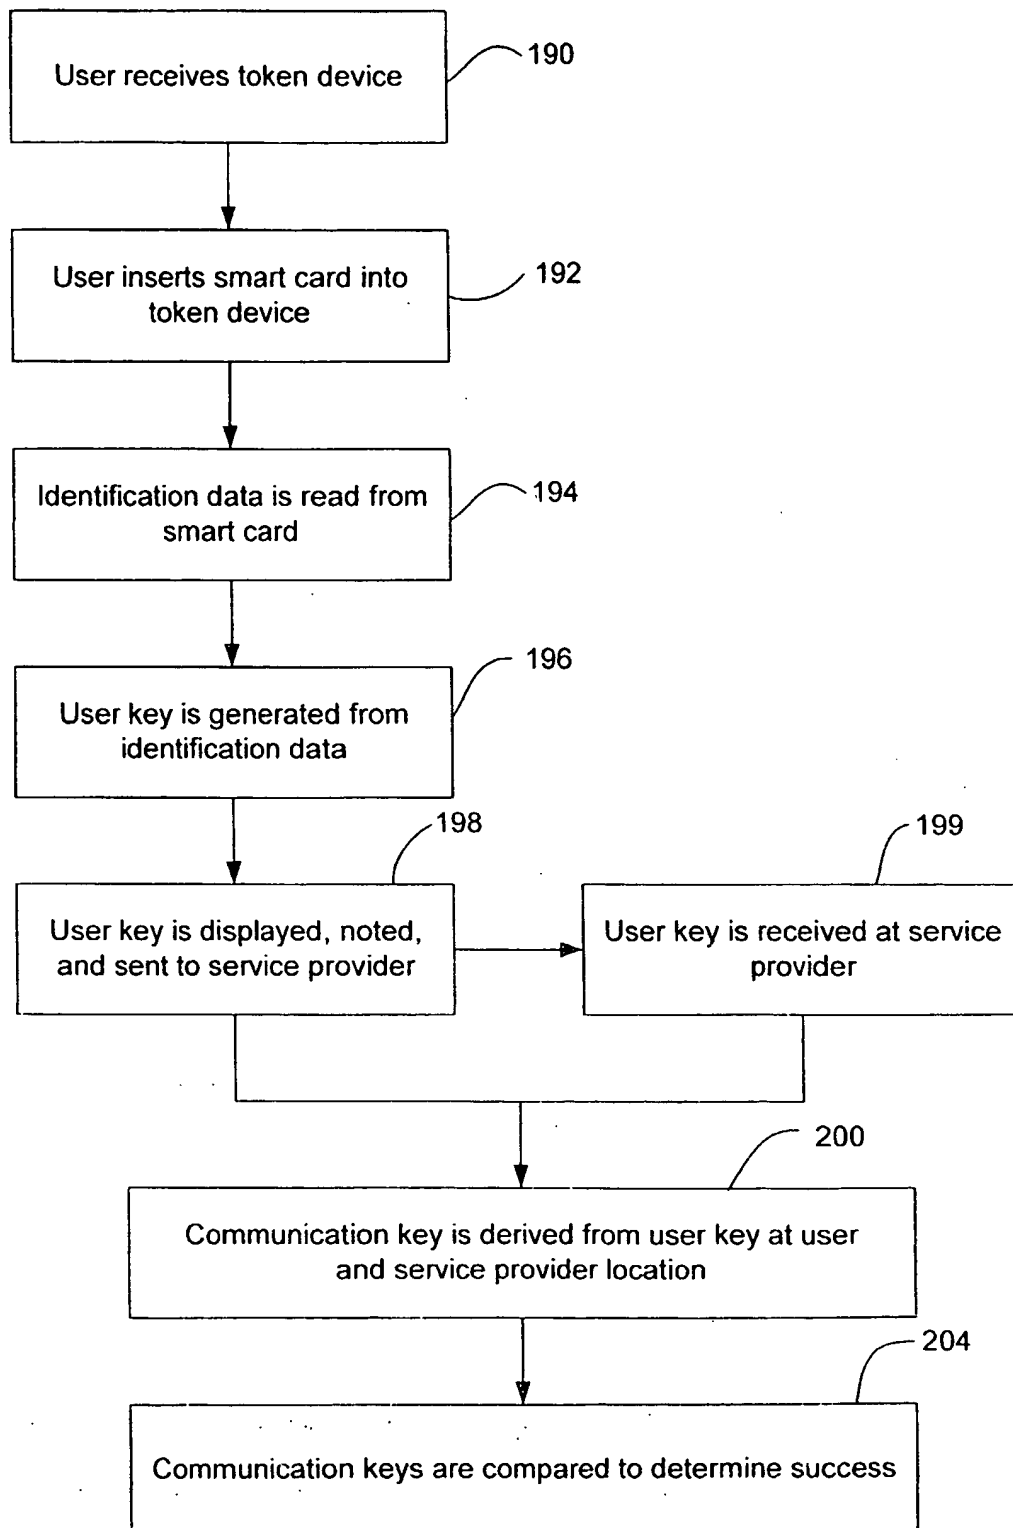 User receives token device
190
User inserts smart card into
token device
192
Identification data is read from
smart card
194
User key is generated from
identification data
196
User key is displayed, noted,
and sent to service provider
198
User key is received at service
provider
199
Communication key is derived from user key at user
and service provider location
200
Communication keys are compared to determine success
204